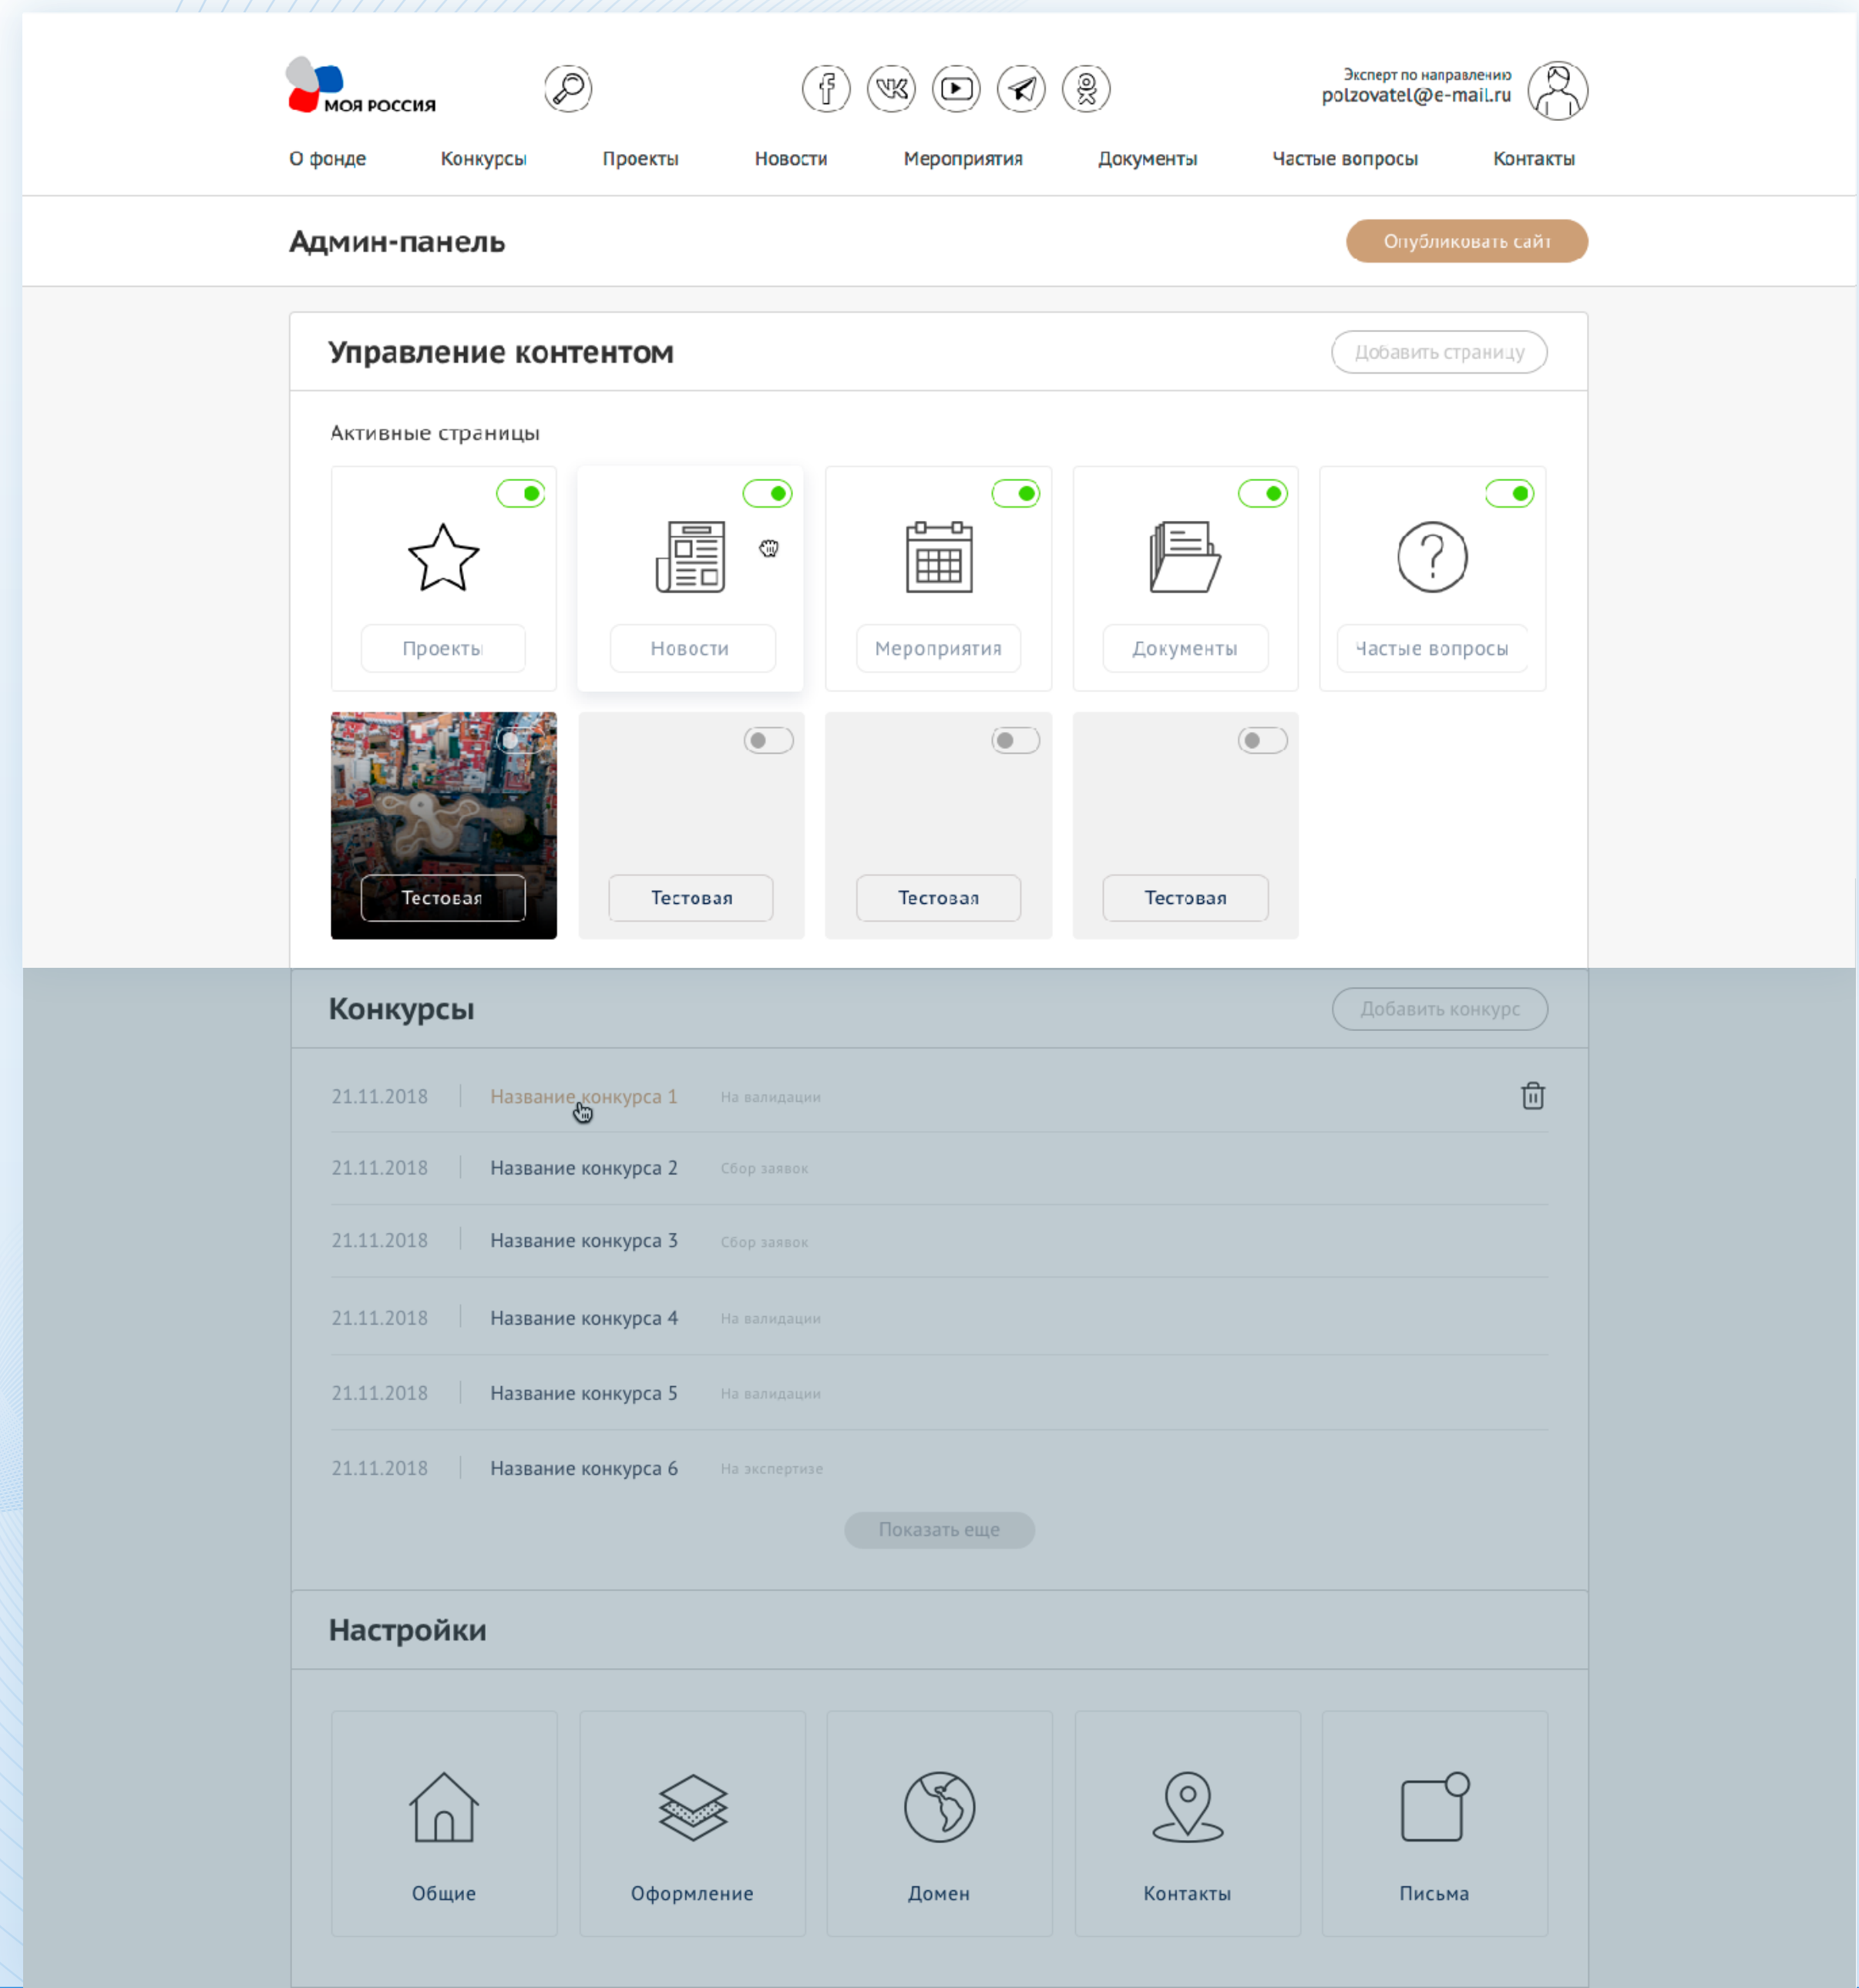 МОЯ РОССИЯ
Эксперт по направлению
polzovatel@e-mail.ru
О фонде Конкурсы Проекты Новости Мероприятия Документы Частые вопросы Контакты
Админ-панель Опубликовать сайт
Управление контентом Добавить страницу
Активные страницы
Проекты Новости Мероприятия Документы Частые вопросы
Тестовая Тестовая Тестовая Тестовая
Конкурсы Добавить конкурс
21.11.2018 Название конкурса 1 На валидации
21.11.2018 Название конкурса 2 Сбор заявок
21.11.2018 Название конкурса 3 Сбор заявок
21.11.2018 Название конкурса 4 На валидации
21.11.2018 Название конкурса 5 На валидации
21.11.2018 Название конкурса 6 На экспертизе
Показать еще
Настройки
Общие Оформление Домен Контакты Письма